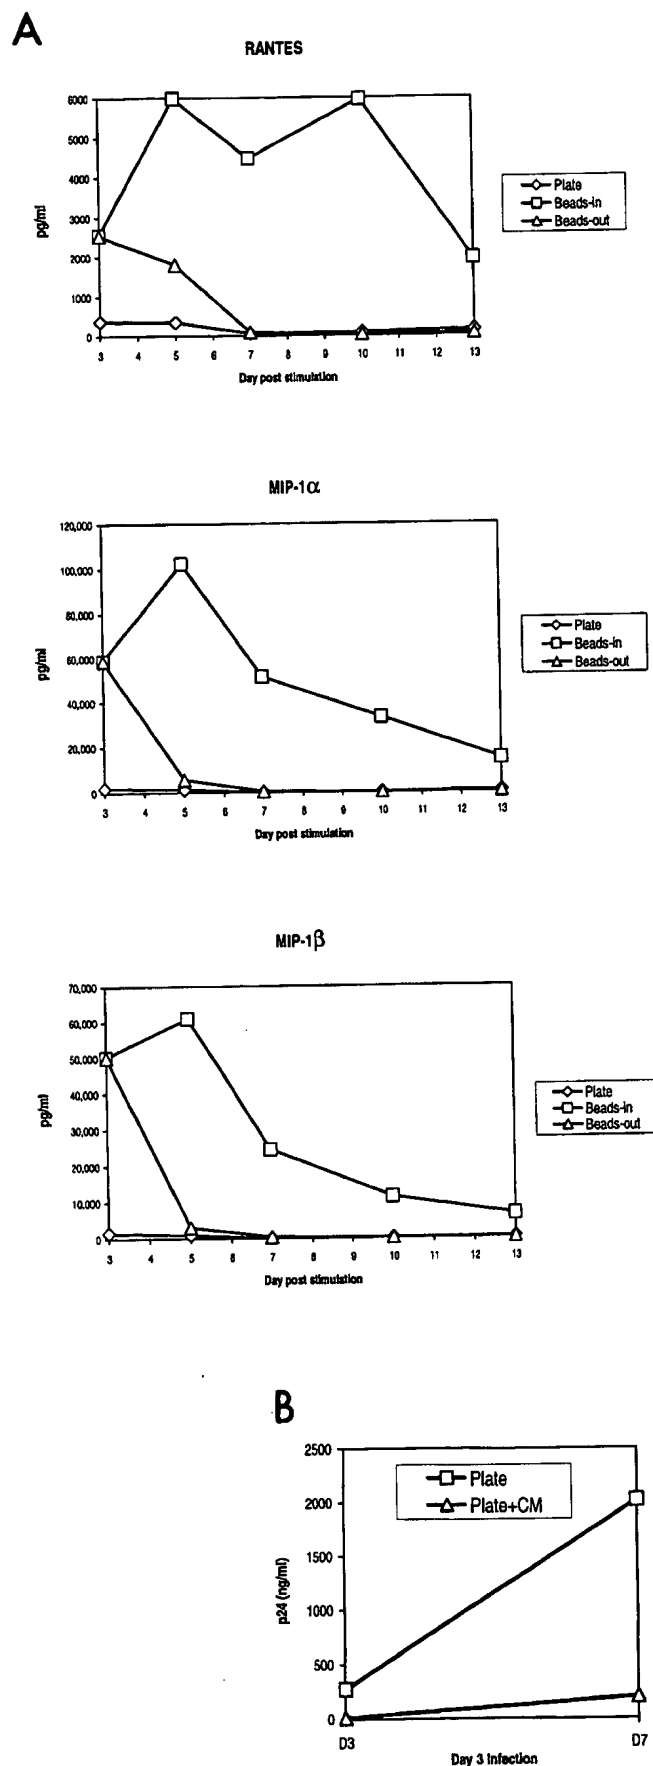 A
RANTES
6000
5000
4000
3000
2000
1000
0
pg/ml
3 4 5 6 7 8 9 10 11 12 13
Day post stimulation
Plate
Beads-in
Beads-out
MIP-1α
120,000
100,000
80,000
60,000
40,000
20,000
0
pg/ml
3 4 5 6 7 8 9 10 11 12 13
Day post stimulation
Plate
Beads-in
Beads-out
MIP-1β
70,000
60,000
50,000
40,000
30,000
20,000
10,000
0
pg/ml
3 4 5 6 7 8 9 10 11 12 13
Day post stimulation
Plate
Beads-in
Beads-out
B
2500
2000
1500
1000
500
0
p24 (ng/ml)
Plate
Plate+CM
D3 D7
Day 3 Infection